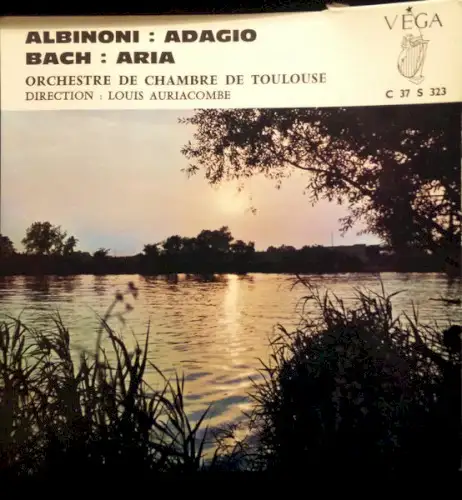 ALBINONI : ADAGIO
BACH : ARIA
ORCHESTRE DE CHAMBRE DE TOULOUSE
DIRECTION : LOUIS AURIACOMBE
VEGA
C 37 S 323